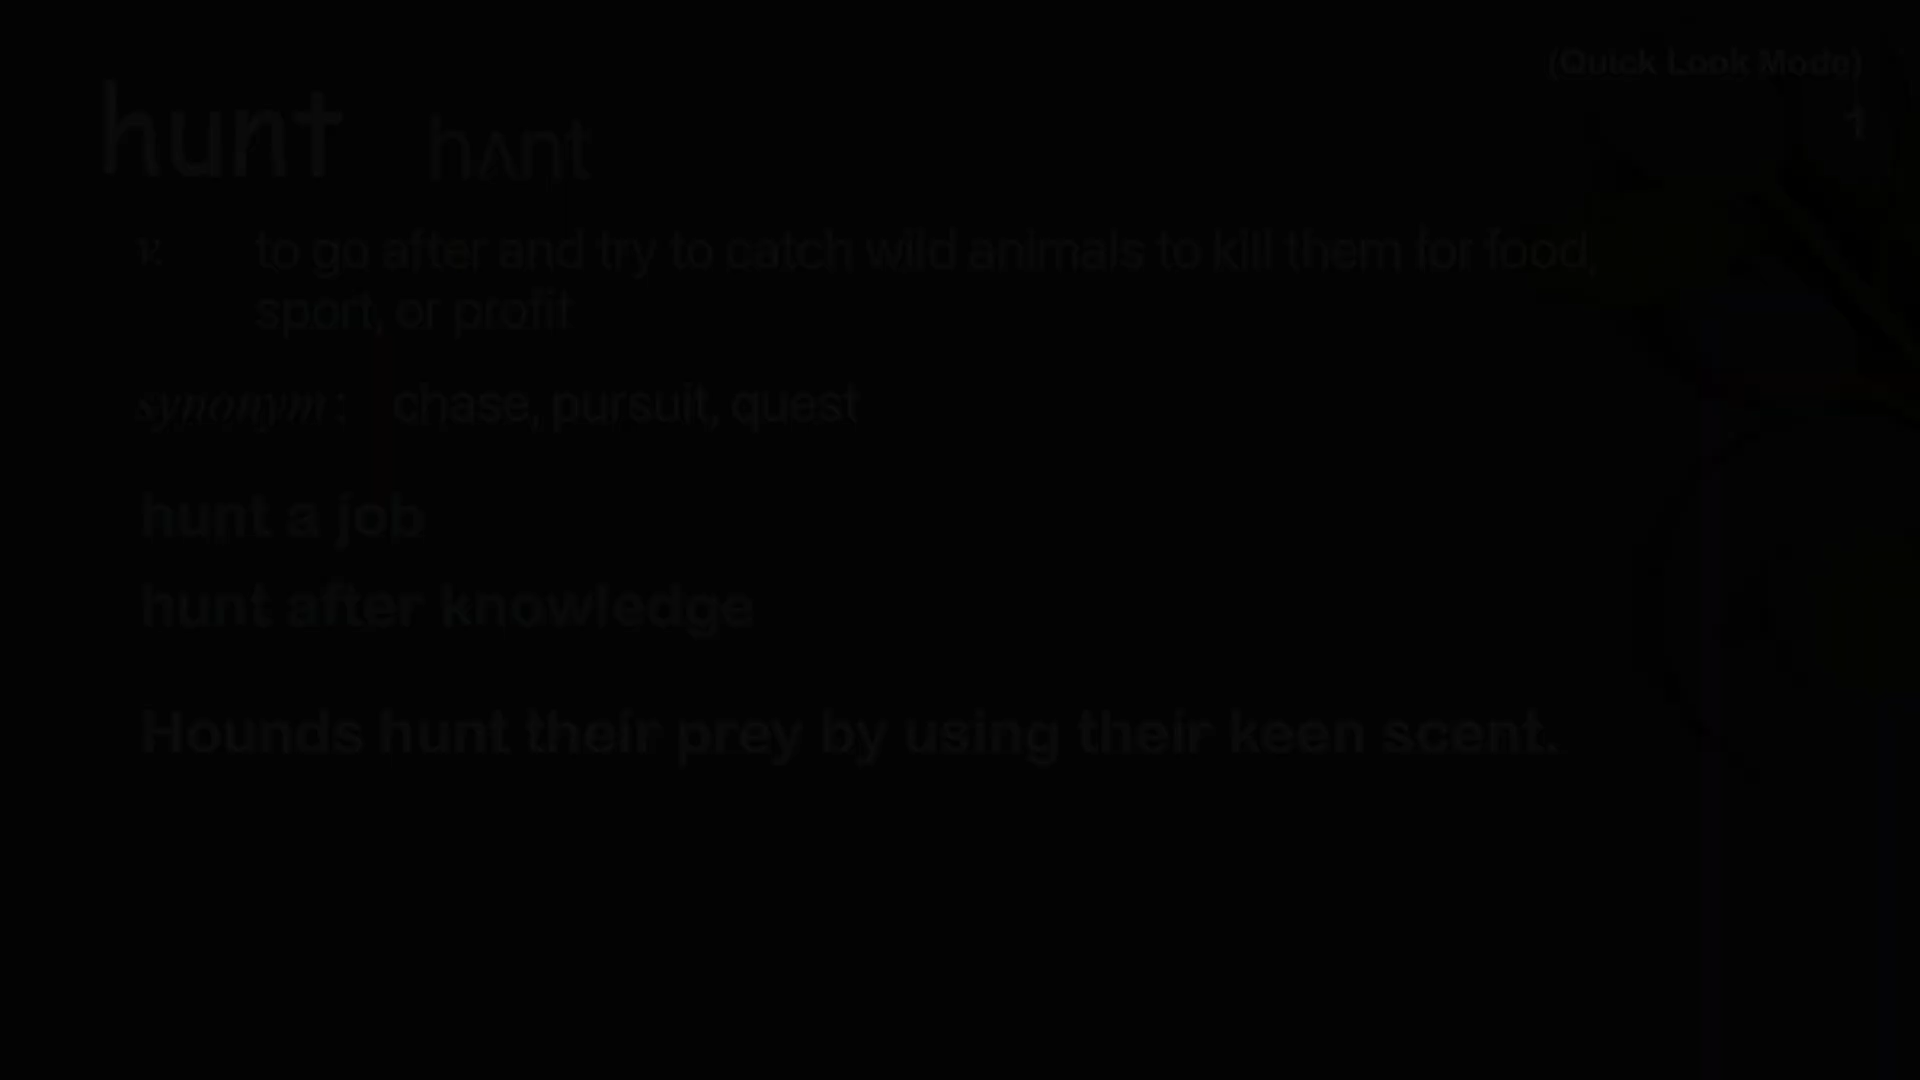 (Quick Look Mode)
1
hunt hʌnt
v. to go after and try to catch wild animals to kill them for food,
sport, or profit
synonym : chase, pursuit, quest
hunt a job
hunt after knowledge
Hounds hunt their prey by using their keen scent.